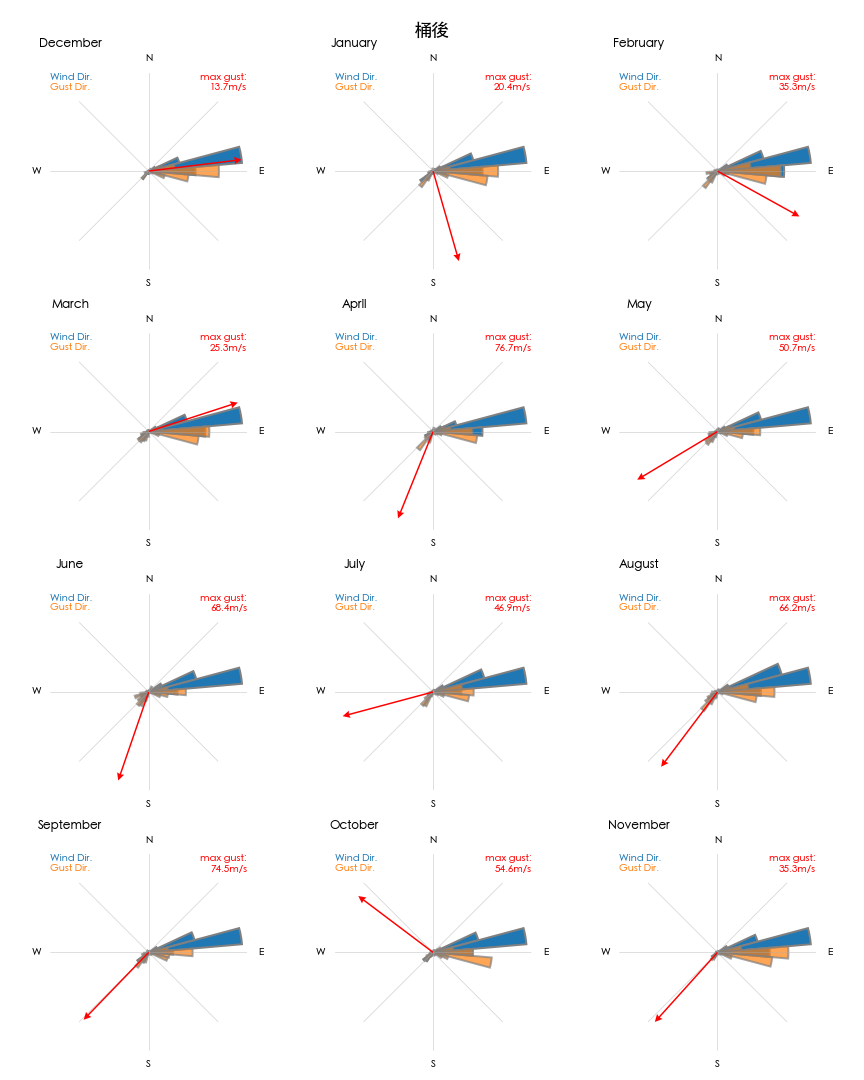 桶後
December
N
Wind Dir.
Gust Dir.
max gust:
13.7m/s
W
E
S
January
N
Wind Dir.
Gust Dir.
max gust:
20.4m/s
W
E
S
February
N
Wind Dir.
Gust Dir.
max gust:
35.3m/s
W
E
S
March
N
Wind Dir.
Gust Dir.
max gust:
25.3m/s
W
E
S
April
N
Wind Dir.
Gust Dir.
max gust:
76.7m/s
W
E
S
May
N
Wind Dir.
Gust Dir.
max gust:
50.7m/s
W
E
S
June
N
Wind Dir.
Gust Dir.
max gust:
68.4m/s
W
E
S
July
N
Wind Dir.
Gust Dir.
max gust:
46.9m/s
W
E
S
August
N
Wind Dir.
Gust Dir.
max gust:
66.2m/s
W
E
S
September
N
Wind Dir.
Gust Dir.
max gust:
74.5m/s
W
E
S
October
N
Wind Dir.
Gust Dir.
max gust:
54.6m/s
W
E
S
November
N
Wind Dir.
Gust Dir.
max gust:
35.3m/s
W
E
S